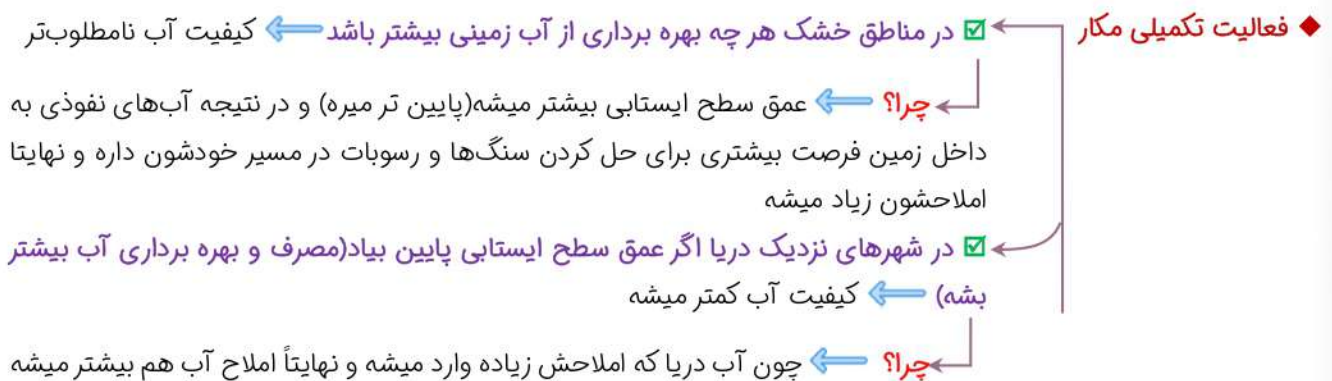 ◆ فعالیت تکمیلی مکار
☑ در مناطق خشک هر چه بهره برداری از آب زمینی بیشتر باشد ⇐ کیفیت آب نامطلوب‌تر
چرا؟ ⇐ عمق سطح ایستابی بیشتر میشه(پایین تر میره) و در نتیجه آب‌های نفوذی به
داخل زمین فرصت بیشتری برای حل کردن سنگ‌ها و رسوبات در مسیر خودشون داره و نهایتا
املاحشون زیاد میشه
☑ در شهرهای نزدیک دریا اگر عمق سطح ایستابی پایین بیاد(مصرف و بهره برداری آب بیشتر
بشه) ⇐ کیفیت آب کمتر میشه
چرا؟ ⇐ چون آب دریا که املاحش زیاده وارد میشه و نهایتاً املاح آب هم بیشتر میشه